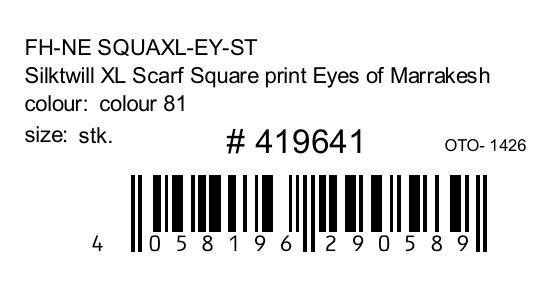 FH-NE SQUAXL-EY-ST
Silktwill XL Scarf Square print Eyes of Marrakesh
colour: colour 81
size: stk. # 419641 OTO- 1426
4 058196 290589